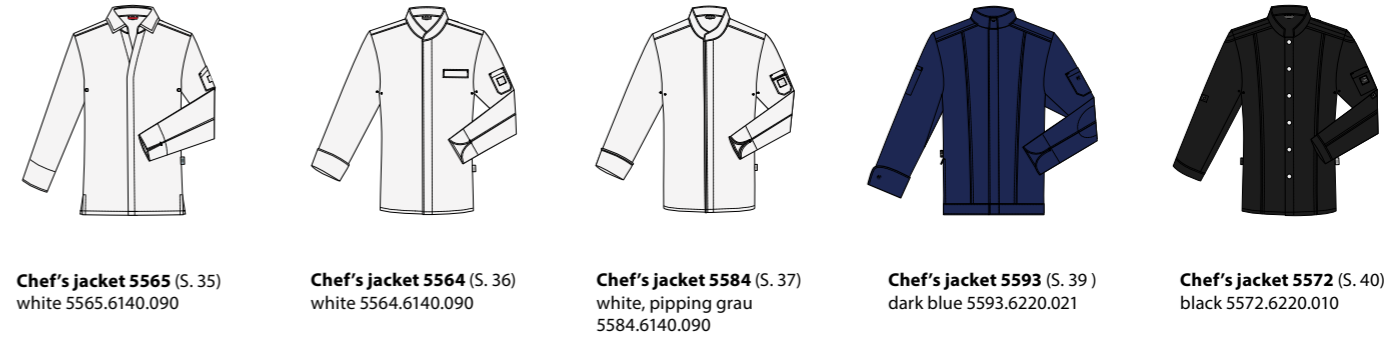 Chef’s jacket 5565 (S. 35)
white 5565.6140.090
Chef’s jacket 5564 (S. 36)
white 5564.6140.090
Chef’s jacket 5584 (S. 37)
white, pipping grau
5584.6140.090
Chef’s jacket 5593 (S. 39 )
dark blue 5593.6220.021
Chef’s jacket 5572 (S. 40)
black 5572.6220.010